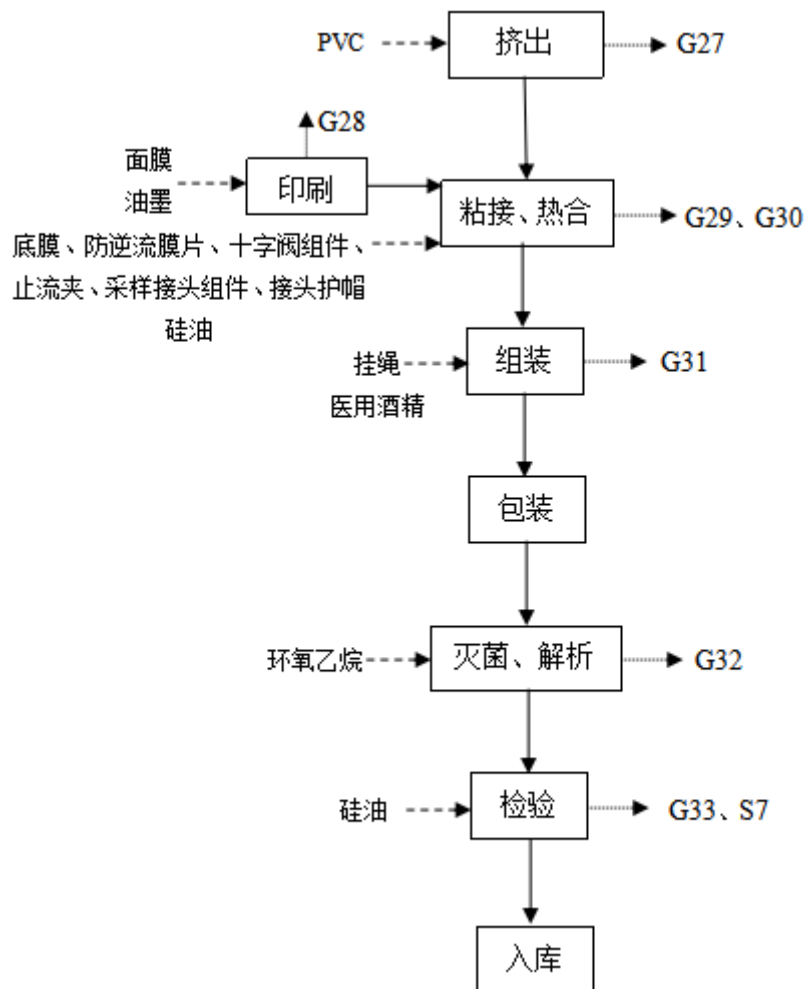 PVC
挤出
G27
G28
面膜
油墨
印刷
粘接、热合
G29、G30
底膜、防逆流膜片、十字阀组件、
止流夹、采样接头组件、接头护帽
硅油
挂绳
医用酒精
组装
G31
包装
环氧乙烷
灭菌、解析
G32
硅油
检验
G33、S7
入库